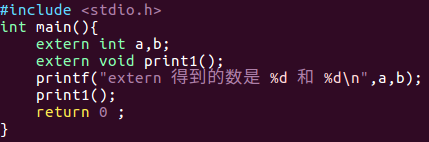 #include <stdio.h>
int main(){
    extern int a,b;
    extern void print1();
    printf("extern 得到的数是 %d 和 %d\n",a,b);
    print1();
    return 0 ;
}